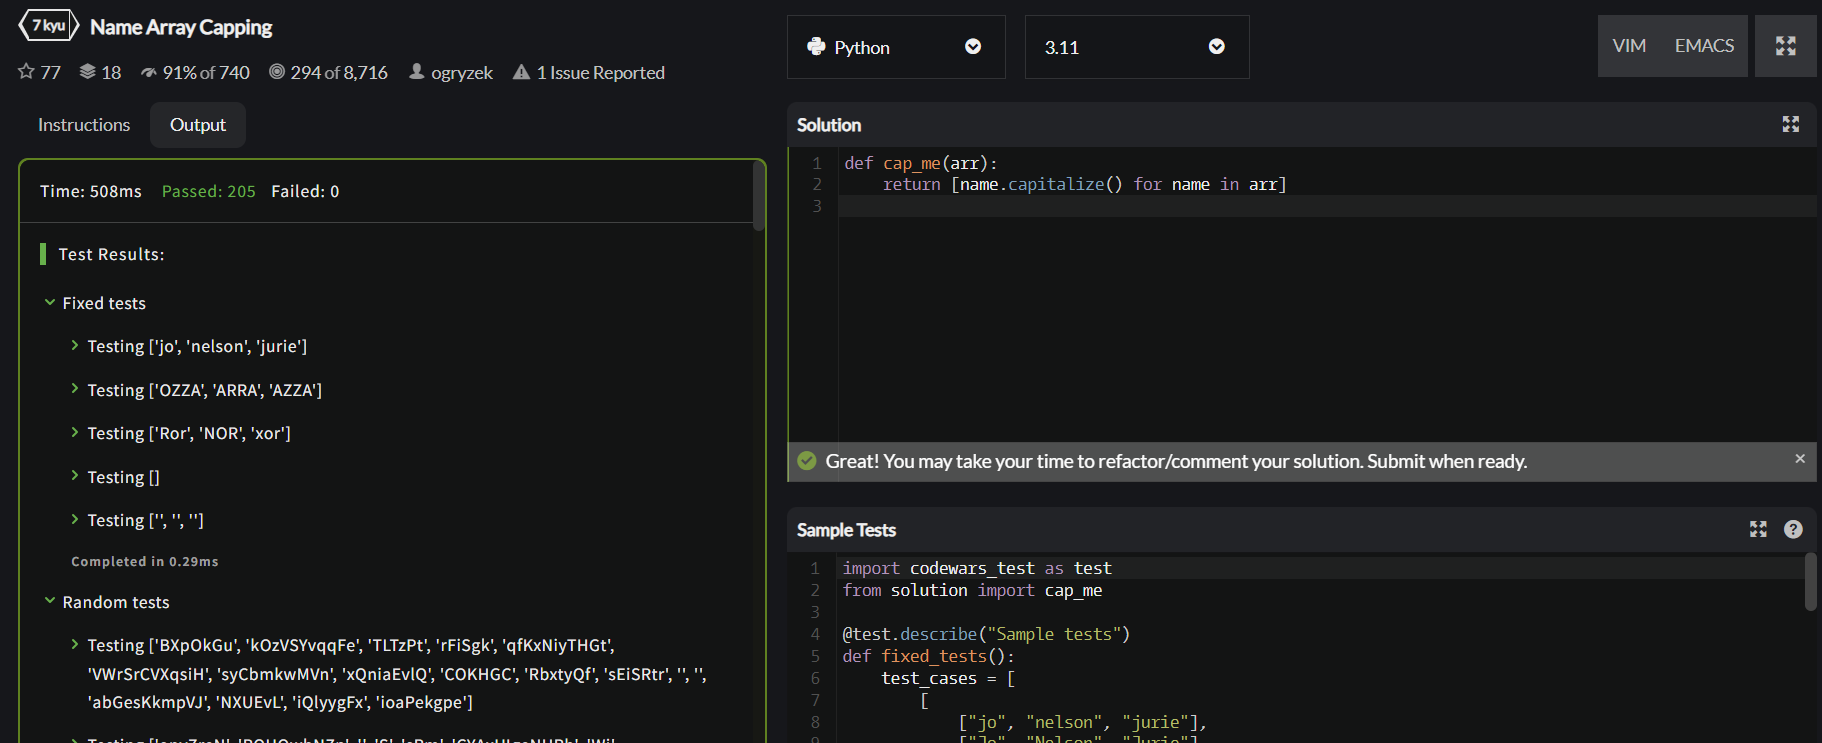 7 kyu Name Array Capping
77 18 91% of 740 294 of 8,716 ogryzek 1 Issue Reported
Instructions Output
Time: 508ms Passed: 205 Failed: 0
Test Results:
Fixed tests
Testing ['jo', 'nelson', 'jurie']
Testing ['OZZA', 'ARRA', 'AZZA']
Testing ['Ror', 'NOR', 'xor']
Testing []
Testing ['', '', '']
Completed in 0.29ms
Random tests
Testing ['BXpOkGu', 'kOzVSYvqqFe', 'TLTzPt', 'rFiSgk', 'qfKxNiyTHGt',
'VWrSrCVXqsiH', 'syCbmkwMVn', 'xQniaEvlQ', 'COKHGC', 'RbxtyQf', 'sEiSRtr', '', '',
'abGesKkmpVJ', 'NXUEvL', 'iQlyygFx', 'ioaPekgpe']
Python 3.11 VIM EMACS
Solution
1 def cap_me(arr):
2 return [name.capitalize() for name in arr]
3
Great! You may take your time to refactor/comment your solution. Submit when ready.
Sample Tests
1 import codewars_test as test
2 from solution import cap_me
3
4 @test.describe("Sample tests")
5 def fixed_tests():
6 test_cases = [
7 [
8 ["jo", "nelson", "jurie"],
9 ["Jo", "Nelson", "Jurie"]